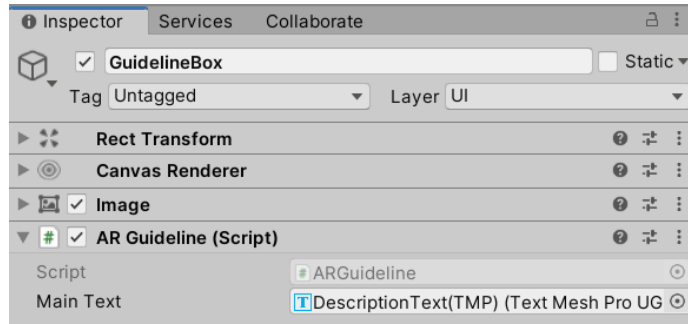 Inspector Services Collaborate
GuidelineBox Static
Tag Untagged Layer UI
Rect Transform
Canvas Renderer
Image
# AR Guideline (Script)
Script # ARGuideline
Main Text TDescriptionText(TMP) (Text Mesh Pro UG